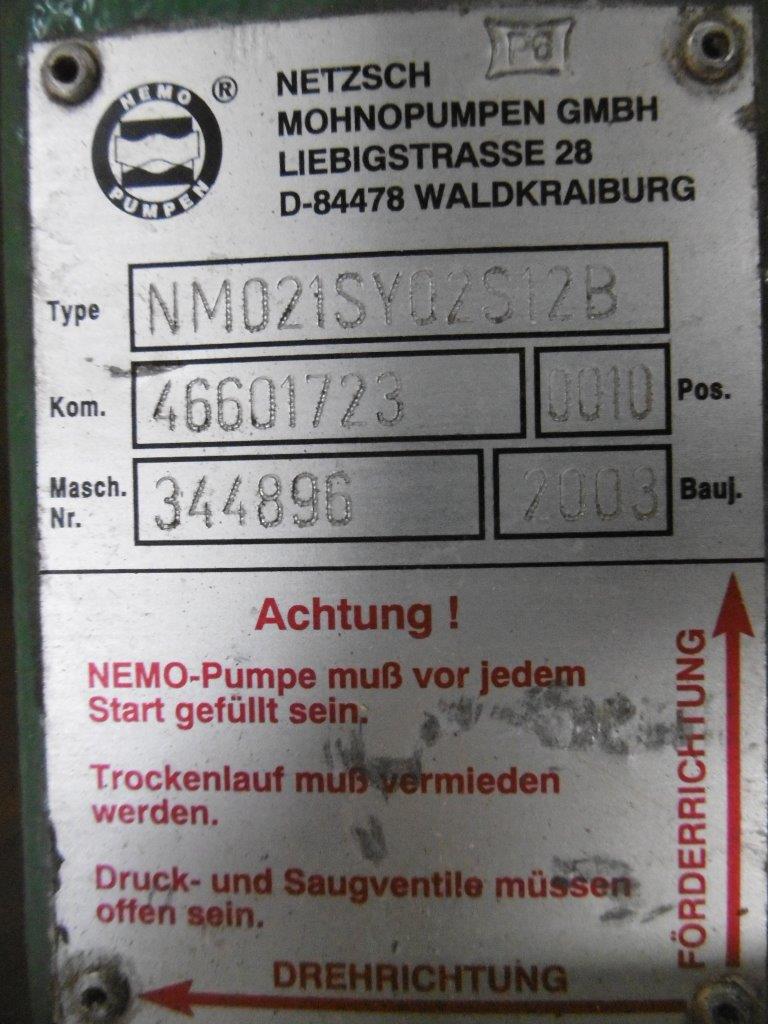 P6
NEMO
PUMPEN
®
NETZSCH
MOHNOPUMPEN GMBH
LIEBIGSTRASSE 28
D-84478 WALDKRAIBURG
Type NM021SY02S12B
Kom. 46601723 0010 Pos.
Masch. Nr. 344896 2003 Bauj.
Achtung !
NEMO-Pumpe muß vor jedem
Start gefüllt sein.
Trockenlauf muß vermieden
werden.
Druck- und Saugventile müssen
offen sein.
FÖRDERRICHTUNG
DREHRICHTUNG